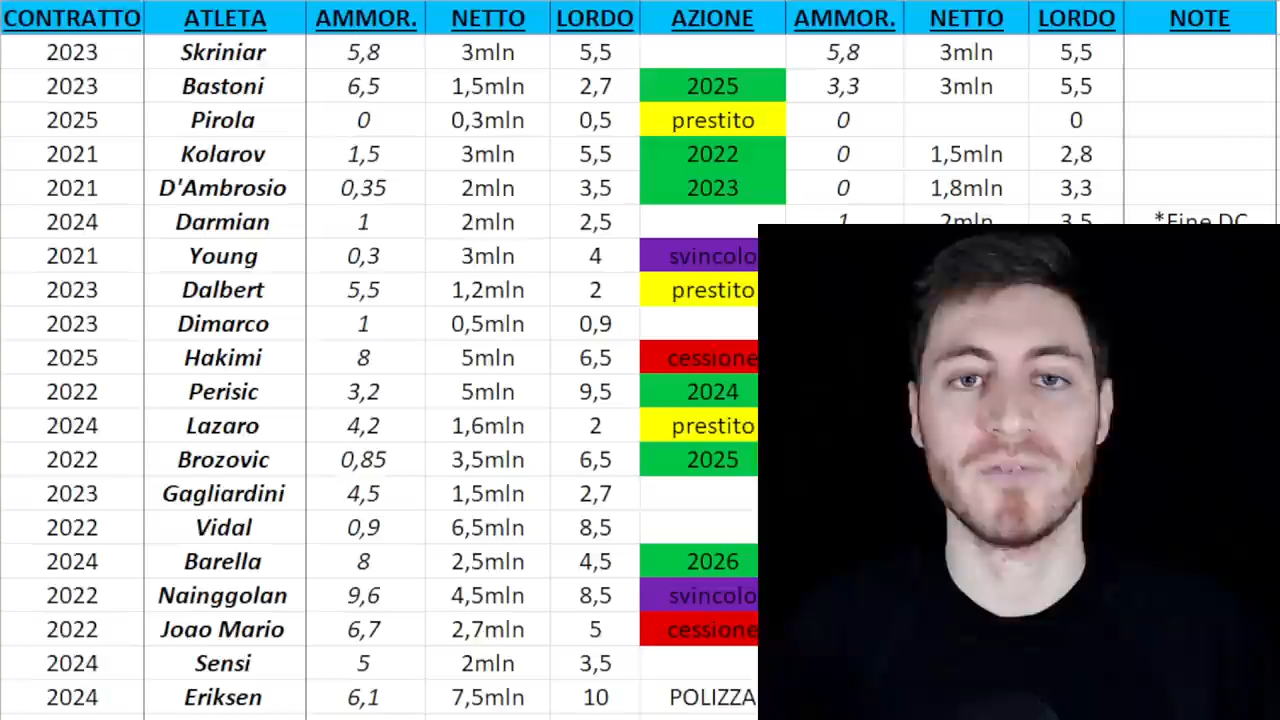 CONTRATTO ATLETA AMMOR. NETTO LORDO AZIONE AMMOR. NETTO LORDO NOTE
2023 Skriniar 5,8 3mln 5,5 5,8 3mln 5,5
2023 Bastoni 6,5 1,5mln 2,7 2025 3,3 3mln 5,5
2025 Pirola 0 0,3mln 0,5 prestito 0 0
2021 Kolarov 1,5 3mln 5,5 2022 0 1,5mln 2,8
2021 D'Ambrosio 0,35 2mln 3,5 2023 0 1,8mln 3,3
2024 Darmian 1 2mln 2,5 1 2mln 3,5 *Fine DC
2021 Young 0,3 3mln 4 svincolo
2023 Dalbert 5,5 1,2mln 2 prestito
2023 Dimarco 1 0,5mln 0,9
2025 Hakimi 8 5mln 6,5 cessione
2022 Perisic 3,2 5mln 9,5 2024
2024 Lazaro 4,2 1,6mln 2 prestito
2022 Brozovic 0,85 3,5mln 6,5 2025
2023 Gagliardini 4,5 1,5mln 2,7
2022 Vidal 0,9 6,5mln 8,5
2024 Barella 8 2,5mln 4,5 2026
2022 Nainggolan 9,6 4,5mln 8,5 svincolo
2022 Joao Mario 6,7 2,7mln 5 cessione
2024 Sensi 5 2mln 3,5
2024 Eriksen 6,1 7,5mln 10 POLIZZA